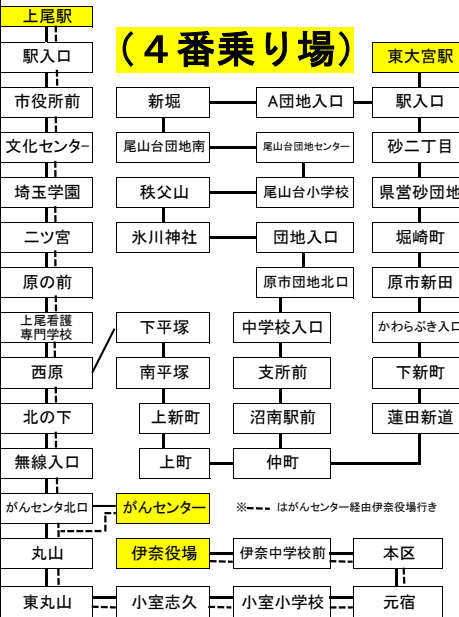 上尾駅
(４番乗り場)
駅入口
東大宮駅
市役所前
新堀
A団地入口
駅入口
文化センター
尾山台団地南
尾山台団地センター
砂二丁目
埼玉学園
秩父山
尾山台小学校
県営砂団地
二ツ宮
氷川神社
団地入口
堀崎町
原の前
原市団地北口
原市新田
上尾看護
専門学校
下平塚
中学校入口
かわらぶき入口
西原
南平塚
支所前
下新町
北の下
上新町
沼南駅前
蓮田新道
無線入口
上町
仲町
がんセンタ北口
がんセンター
※--- はがんセンター経由伊奈役場行き
丸山
伊奈役場
伊奈中学校前
本区
東丸山
小室志久
小室小学校
元宿